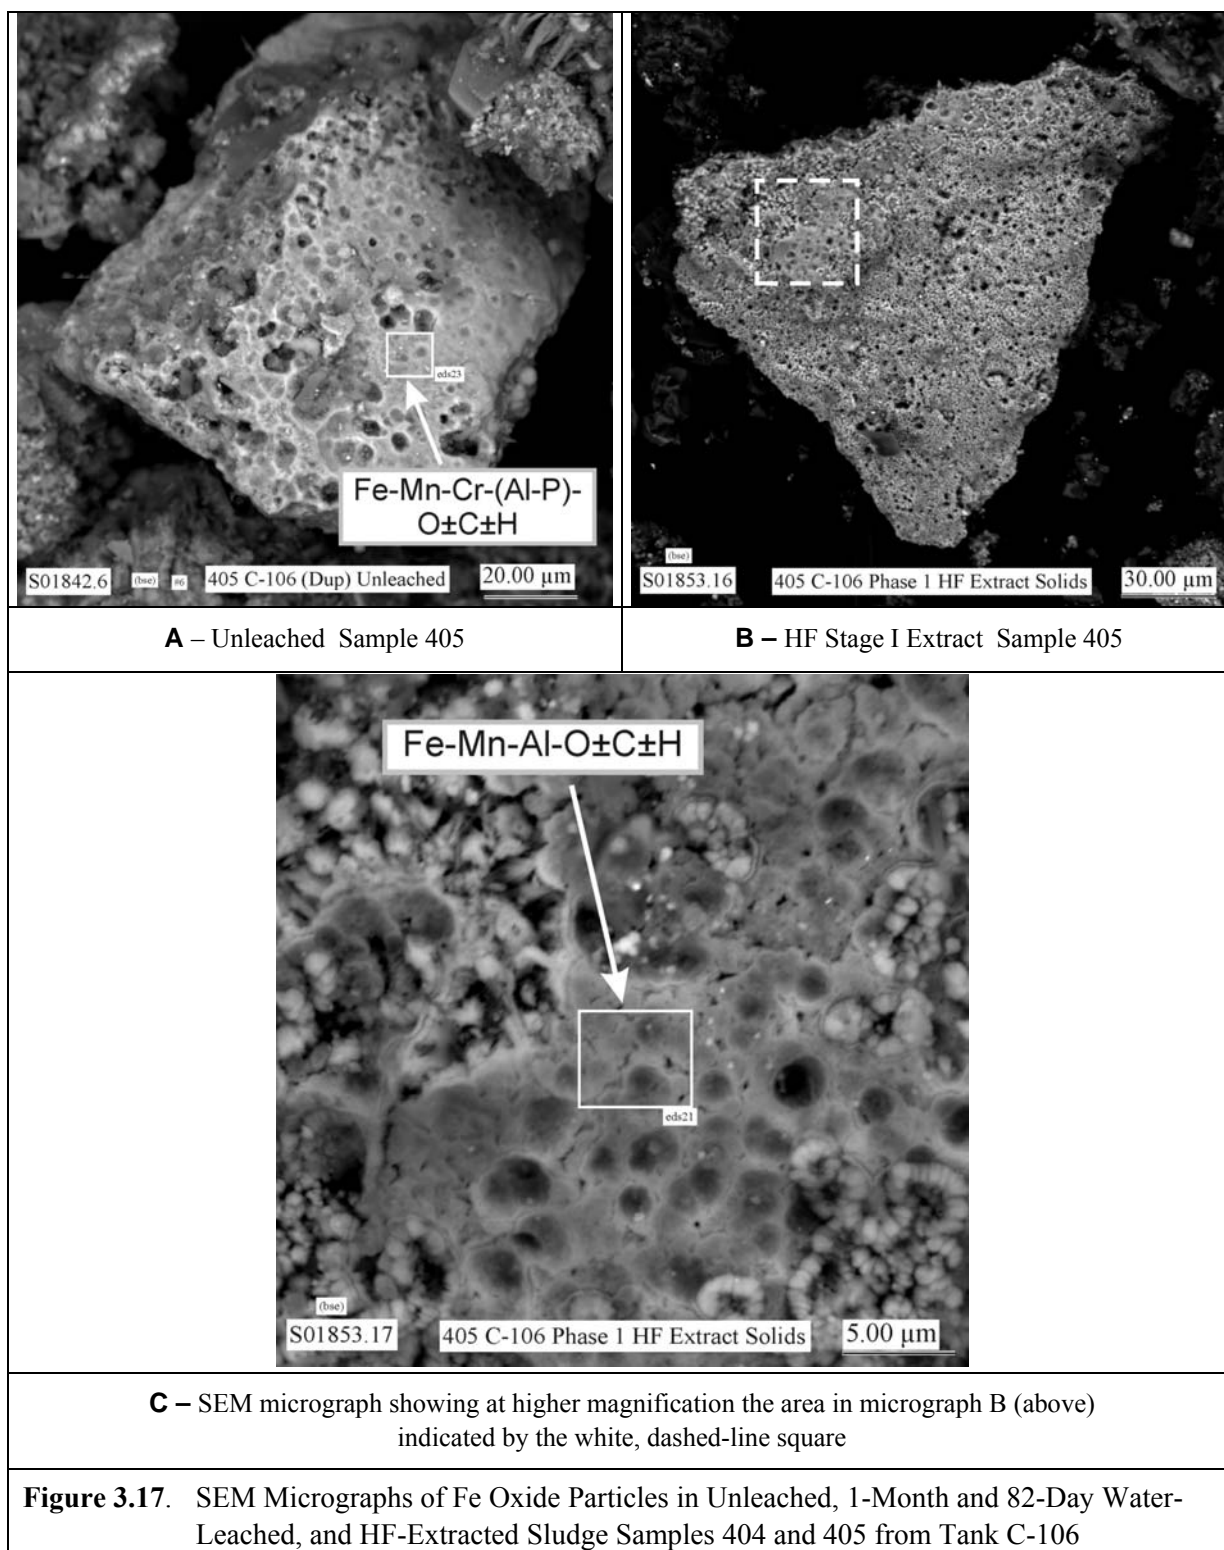 eds23
Fe-Mn-Cr-(Al-P)-
O±C±H
S01842.6 (bse) #6 405 C-106 (Dup) Unleached 20.00 µm
(bse)
S01853.16 405 C-106 Phase 1 HF Extract Solids 30.00 µm
A – Unleached Sample 405
B – HF Stage I Extract Sample 405
Fe-Mn-Al-O±C±H
eds21
(bse)
S01853.17 405 C-106 Phase 1 HF Extract Solids 5.00 µm
C – SEM micrograph showing at higher magnification the area in micrograph B (above)
indicated by the white, dashed-line square
Figure 3.17. SEM Micrographs of Fe Oxide Particles in Unleached, 1-Month and 82-Day Water-
Leached, and HF-Extracted Sludge Samples 404 and 405 from Tank C-106